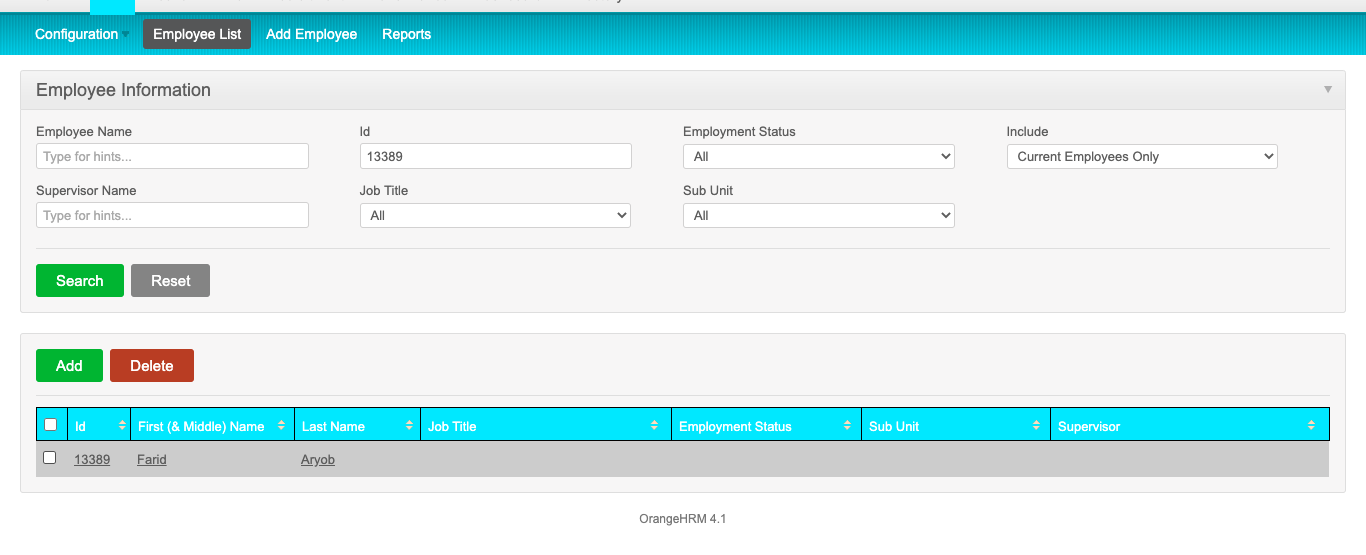 Configuration Employee List Add Employee Reports
Employee Information
Employee Name Id Employment Status Include
Type for hints... 13389 All Current Employees Only
Supervisor Name Job Title Sub Unit
Type for hints... All All
Search Reset
Add Delete
Id First (& Middle) Name Last Name Job Title Employment Status Sub Unit Supervisor
13389 Farid Aryob
OrangeHRM 4.1